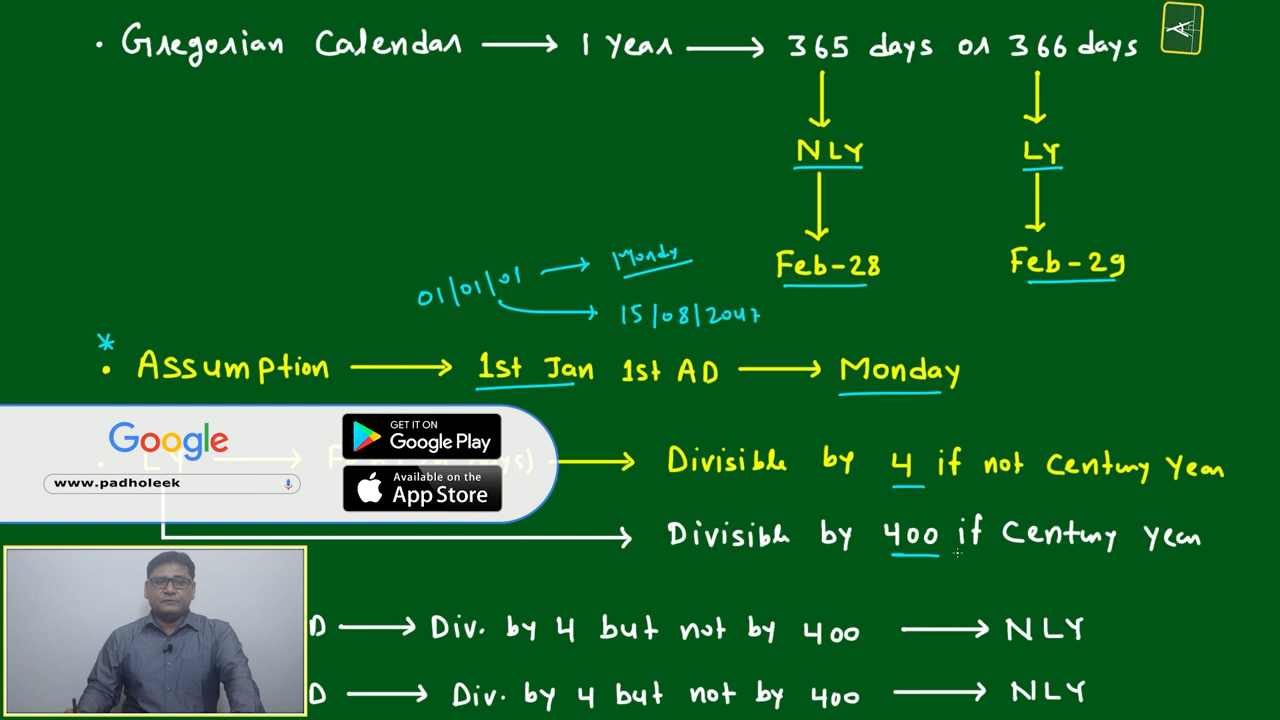 . Gregorian Calendar → 1 year → 365 days or 366 days
NLY LY
Feb-28 Feb-29
01/01/01 → Mondy
→ 15/08/2047
* . Assumption → 1st Jan 1st AD → Monday
Google
www.padholeek
GET IT ON
Google Play
Available on the
App Store
→ Divisible by 4 if not Century Year
→ Divisible by 400 if Century year
D → Div. by 4 but not by 400 → NLY
D → Div. by 4 but not by 400 → NLY